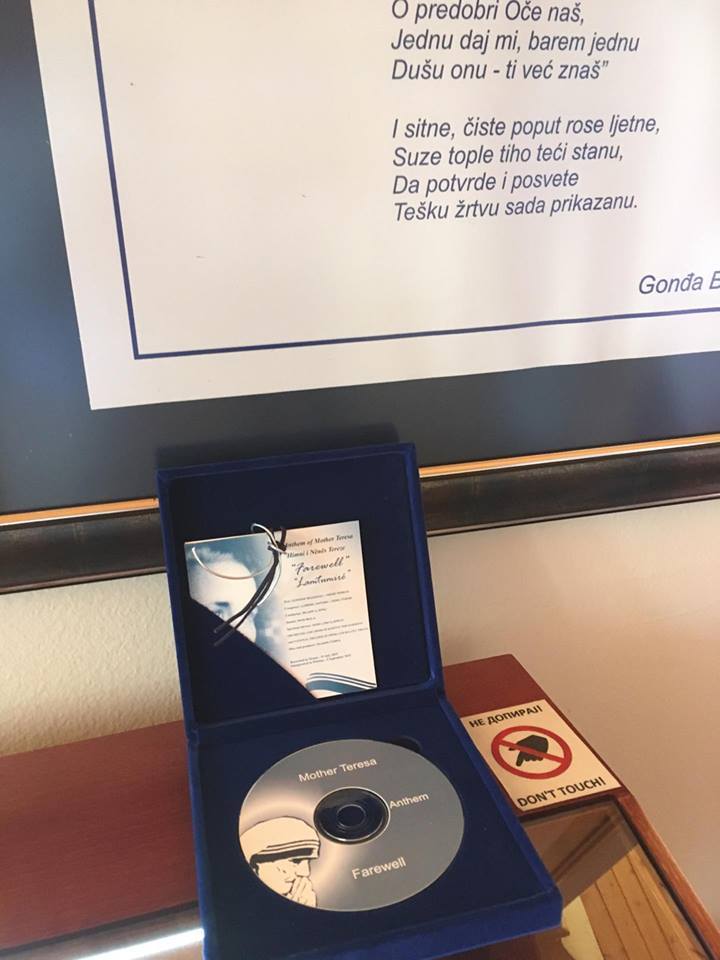 O predobri Oče naš,
Jednu daj mi, barem jednu
Dušu onu - ti već znaš”
I sitne, čiste poput rose ljetne,
Suze tople tiho teći stanu,
Da potvrde i posvete
Tešku žrtvu sada prikazanu.
Gonđa B
Anthem of Mother Teresa
Himni i Nënës Tereze
"Farewell"
"Lamtumirë"
Mother Teresa
Anthem
Farewell
НЕ ДОПИРАЈ!
DON'T TOUCH!